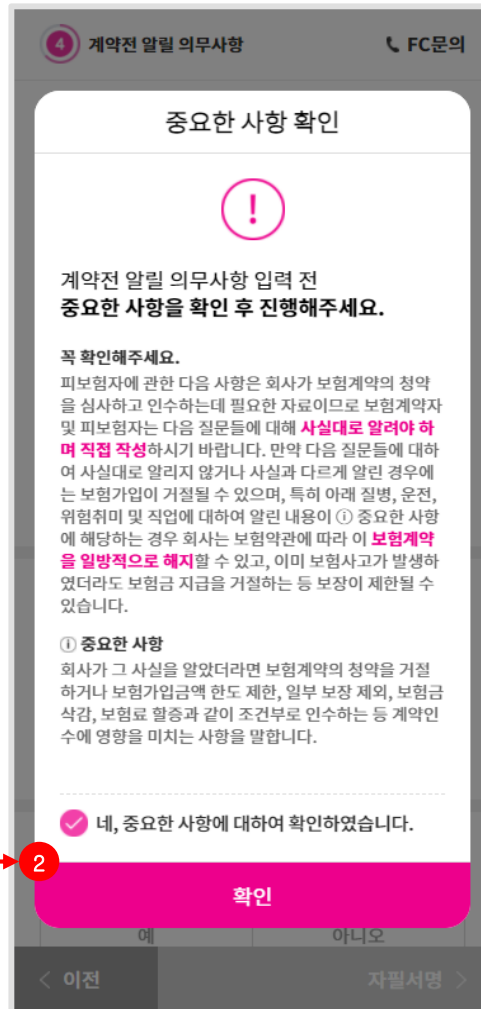 4 계약전 알릴 의무사항 FC문의
중요한 사항 확인
!
계약전 알릴 의무사항 입력 전
중요한 사항을 확인 후 진행해주세요.
꼭 확인해주세요.
피보험자에 관한 다음 사항은 회사가 보험계약의 청약
을 심사하고 인수하는데 필요한 자료이므로 보험계약자
및 피보험자는 다음 질문들에 대해 사실대로 알려야 하
며 직접 작성하시기 바랍니다. 만약 다음 질문들에 대하
여 사실대로 알리지 않거나 사실과 다르게 알린 경우에
는 보험가입이 거절될 수 있으며, 특히 아래 질병, 운전,
위험취미 및 직업에 대하여 알린 내용이 ⓘ 중요한 사항
에 해당하는 경우 회사는 보험약관에 따라 이 보험계약
을 일방적으로 해지할 수 있고, 이미 보험사고가 발생하
였더라도 보험금 지급을 거절하는 등 보장이 제한될 수
있습니다.
ⓘ 중요한 사항
회사가 그 사실을 알았더라면 보험계약의 청약을 거절
하거나 보험가입금액 한도 제한, 일부 보장 제외, 보험금
삭감, 보험료 할증과 같이 조건부로 인수하는 등 계약인
수에 영향을 미치는 사항을 말합니다.
네, 중요한 사항에 대하여 확인하였습니다.
2
확인
예 아니오
< 이전 자필서명 >